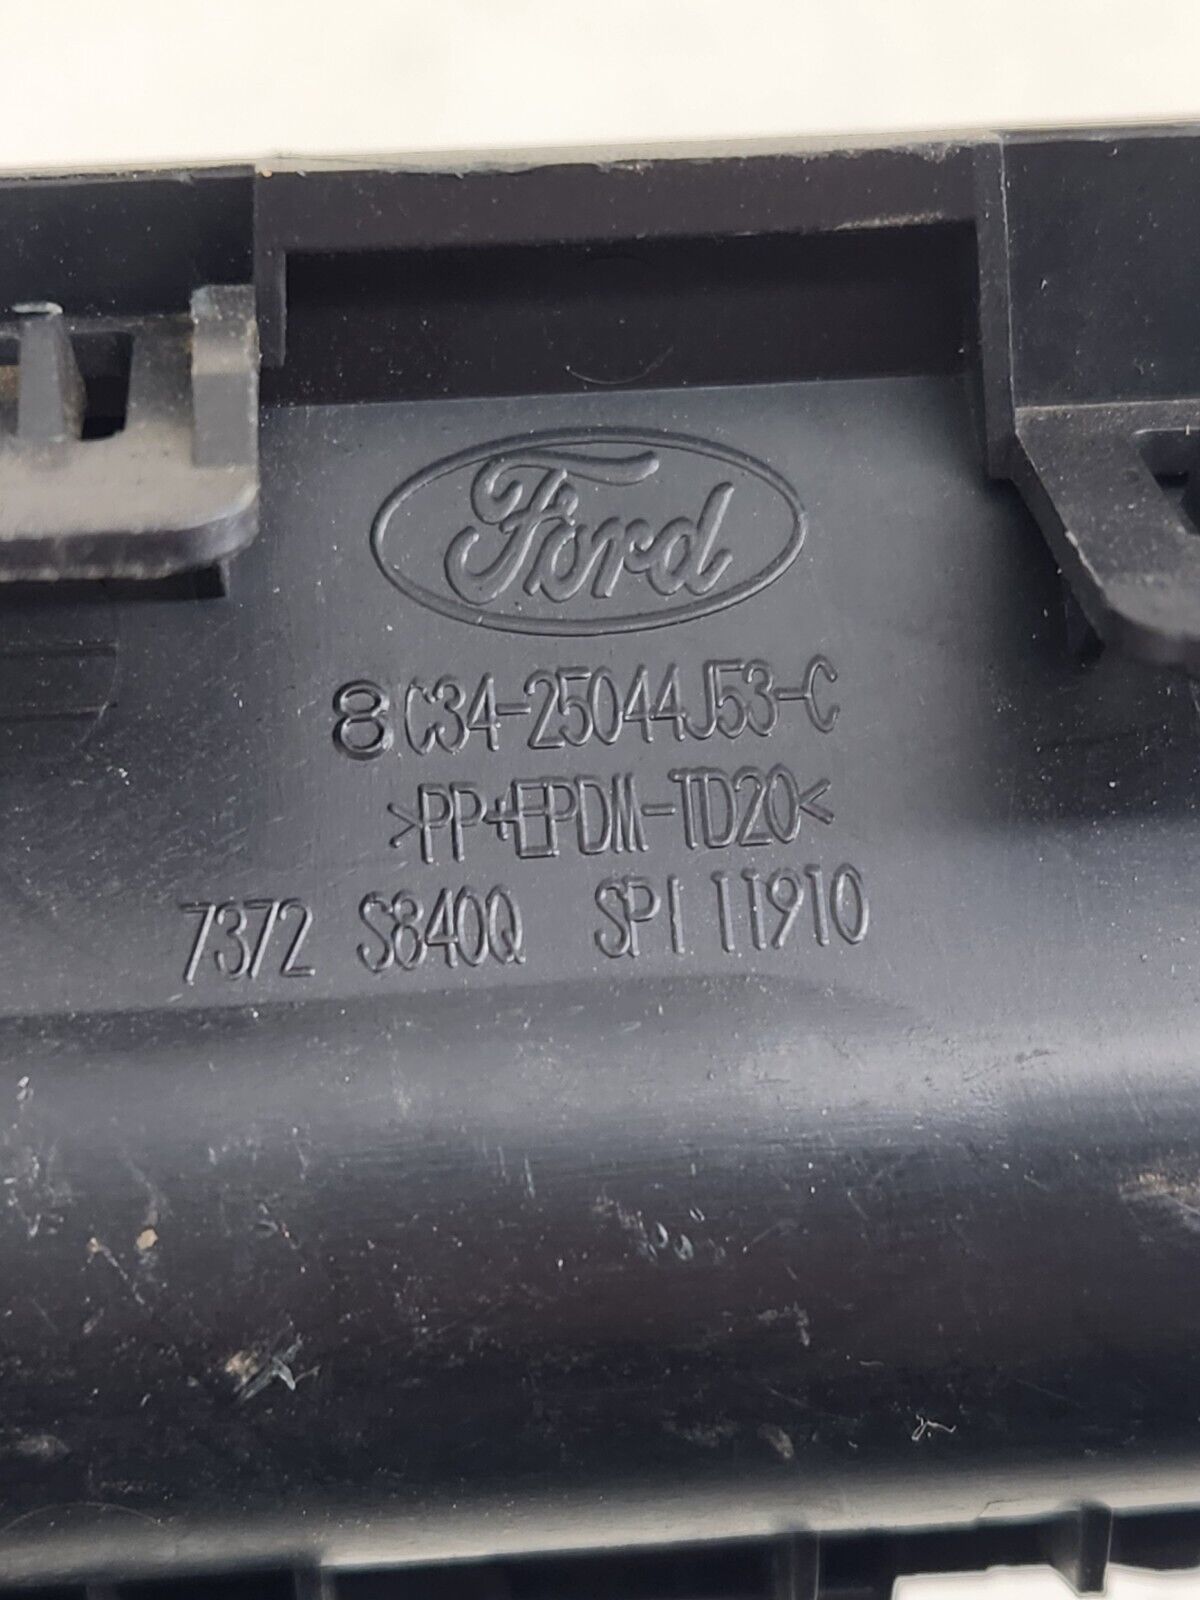 Ford
8C34-25044J53-C
>PP+EPDM-TD20<
7372 S840Q SPI 11910